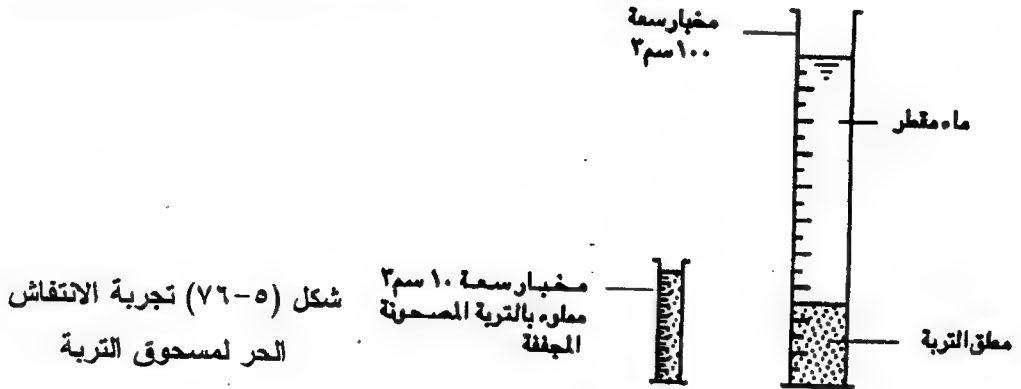 مخبار سعة
١٠٠ سم٣
ماء مقطر
مخبار سعة ١٠ سم٣
مملوء بالتربة المصحونة
المجففة
معلق التربة
شكل (٥-٧٦) تجربة الانتفاش
الحر لمسحوق التربة